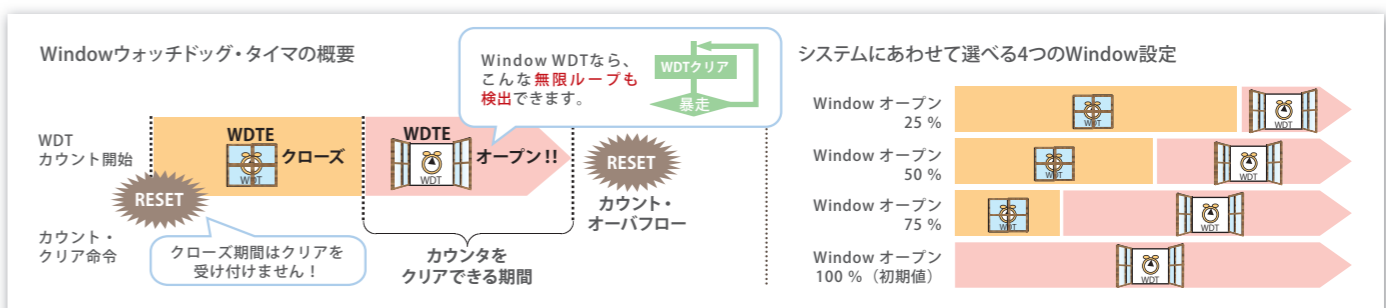 Windowウォッチドッグ・タイマの概要
Window WDTなら、
こんな無限ループも
検出できます。
WDTクリア
暴走
WDT
カウント開始
WDTE
クローズ
WDT
WDTE
オープン!!
WDT
RESET
RESET
カウント・
オーバフロー
カウント・
クリア命令
クローズ期間はクリアを
受け付けません！
カウンタを
クリアできる期間
システムにあわせて選べる4つのWindow設定
Window オープン
25 %
WDT
WDT
Window オープン
50 %
WDT
WDT
Window オープン
75 %
WDT
WDT
Window オープン
100 %（初期値）
WDT